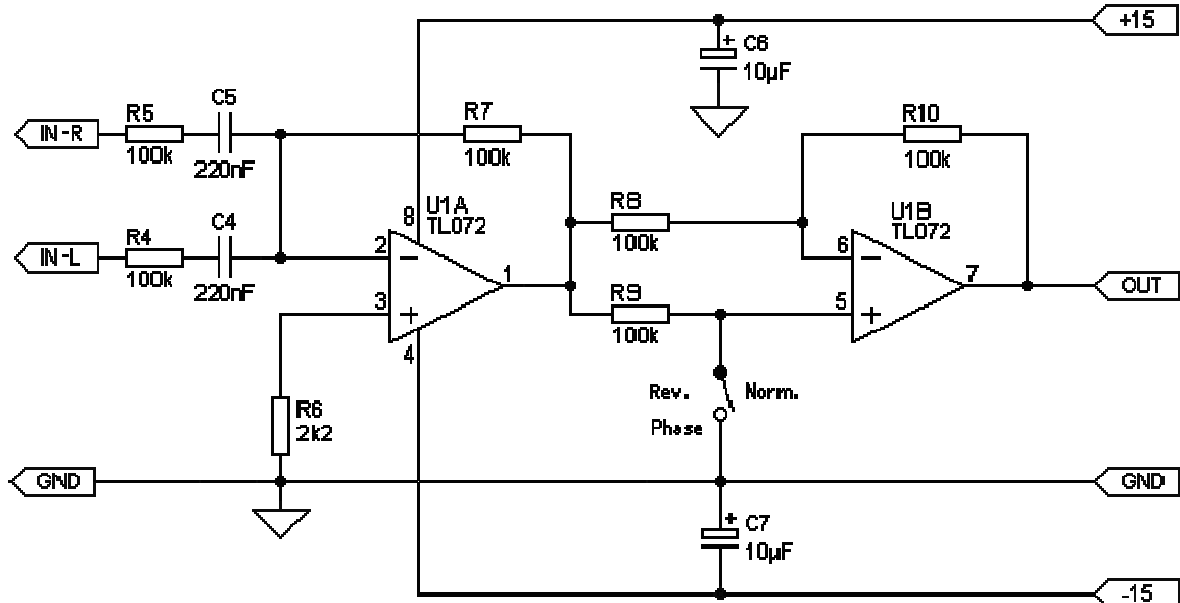 +15
C6
+
10µF
IN-R
R5
100k
C5
220nF
R7
100k
R10
100k
IN-L
R4
100k
C4
220nF
8
U1A
TL072
2
−
3
+
1
4
R8
100k
R9
100k
U1B
TL072
6
−
5
+
7
OUT
Rev.
Norm.
Phase
R6
2k2
GND
GND
+
C7
10µF
-15